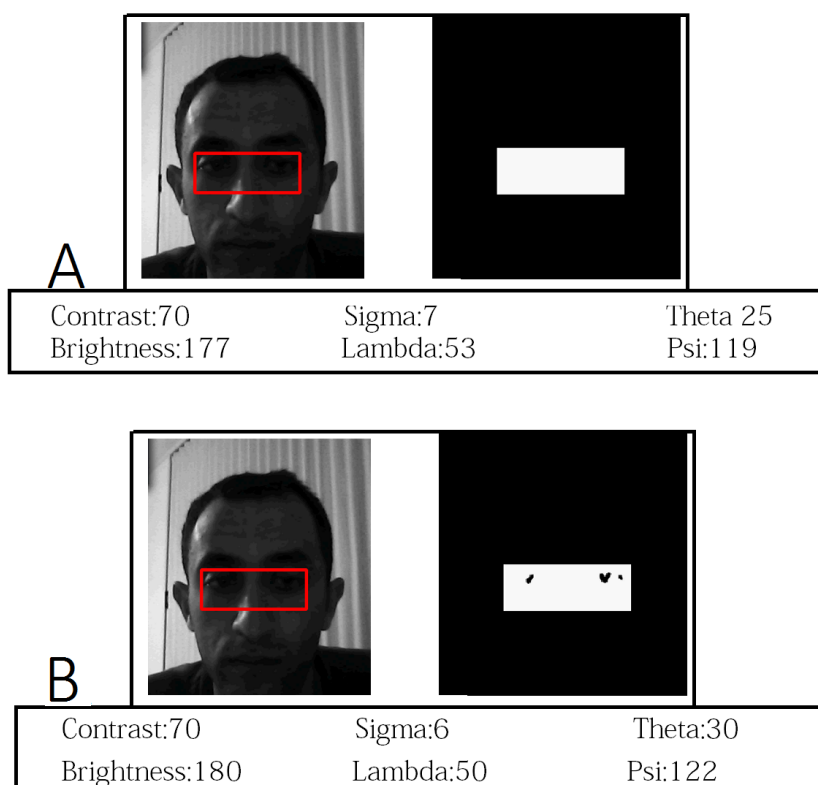 A
Contrast:70 Sigma:7 Theta 25
Brightness:177 Lambda:53 Psi:119
B
Contrast:70 Sigma:6 Theta:30
Brightness:180 Lambda:50 Psi:122